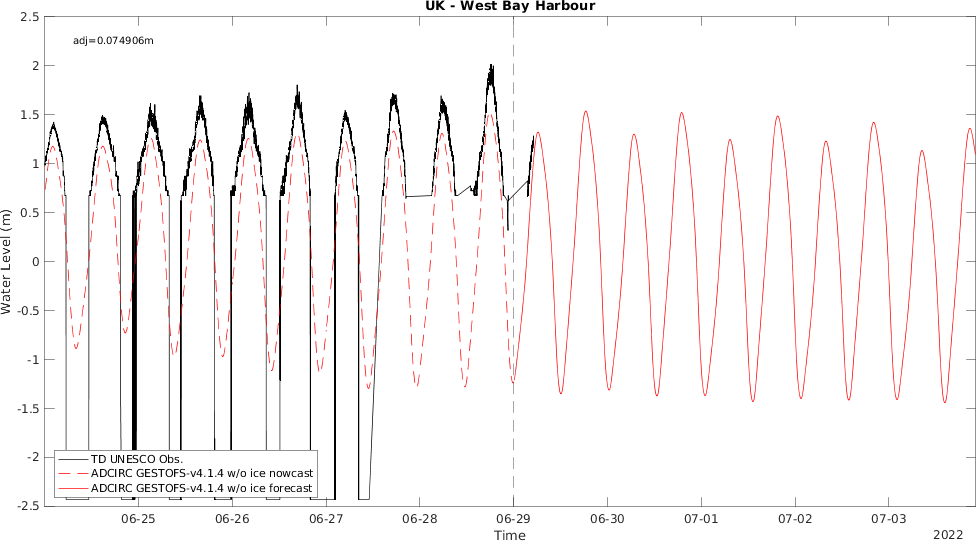 UK - West Bay Harbour
adj=0.074906m
2.5
2
1.5
1
0.5
0
-0.5
-1
-1.5
-2
-2.5
Water Level (m)
TD UNESCO Obs.
ADCIRC GESTOFS-v4.1.4 w/o ice nowcast
ADCIRC GESTOFS-v4.1.4 w/o ice forecast
06-25 06-26 06-27 06-28 06-29 06-30 07-01 07-02 07-03
Time
2022